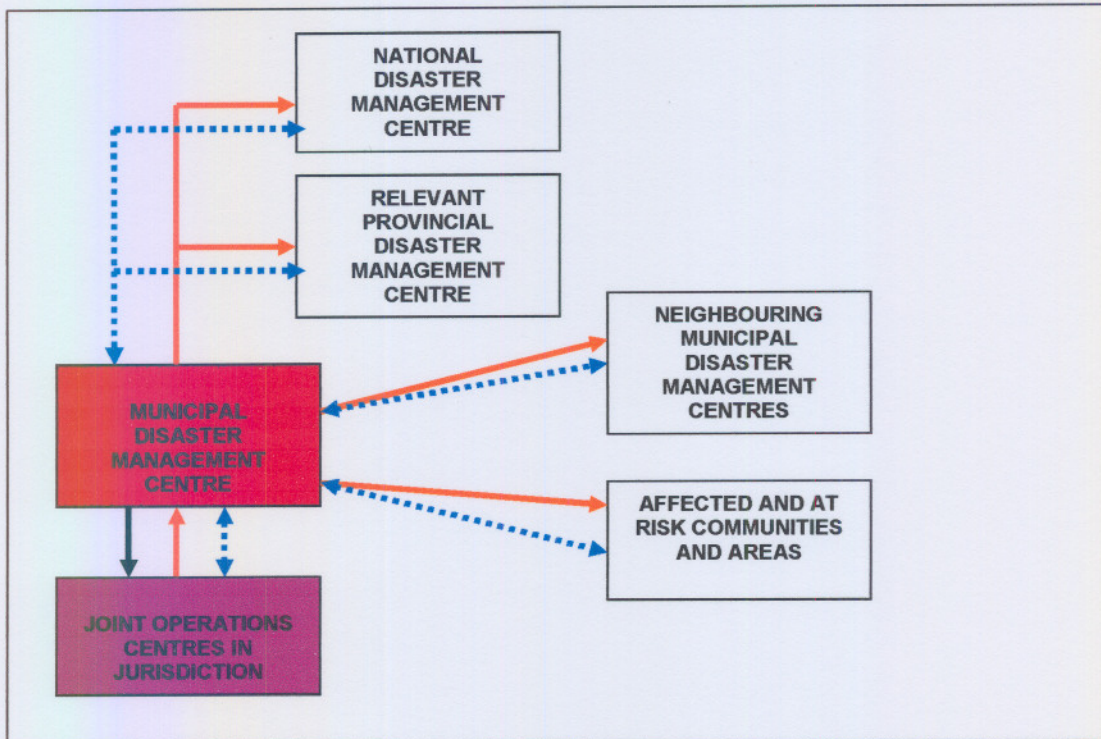 NATIONAL
DISASTER
MANAGEMENT
CENTRE
RELEVANT
PROVINCIAL
DISASTER
MANAGEMENT
CENTRE
NEIGHBOURING
MUNICIPAL
DISASTER
MANAGEMENT
CENTRES
MUNICIPAL
DISASTER
MANAGEMENT
CENTRE
AFFECTED AND AT
RISK COMMUNITIES
AND AREAS
JOINT OPERATIONS
CENTRES IN
JURISDICTION